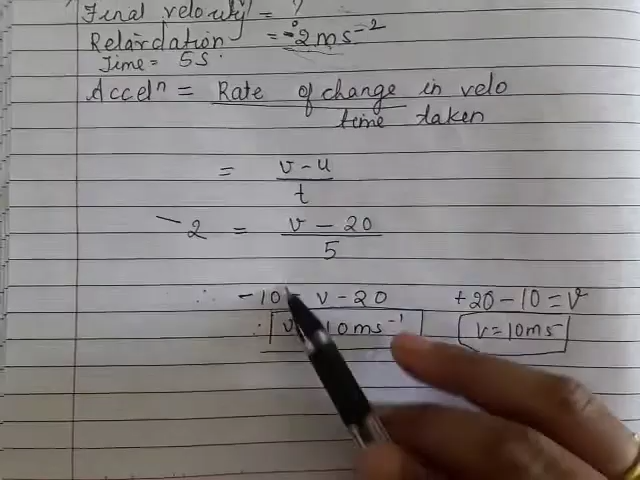 Final velocity = ?
Retardation = -2ms⁻²
Time = 5s.
Acceln = Rate of change in velo
time taken
= v - u
t
-2 = v - 20
5
∴ -10 = v - 20 +20 - 10 = v
∴ v = 10ms⁻¹ v = 10ms⁻